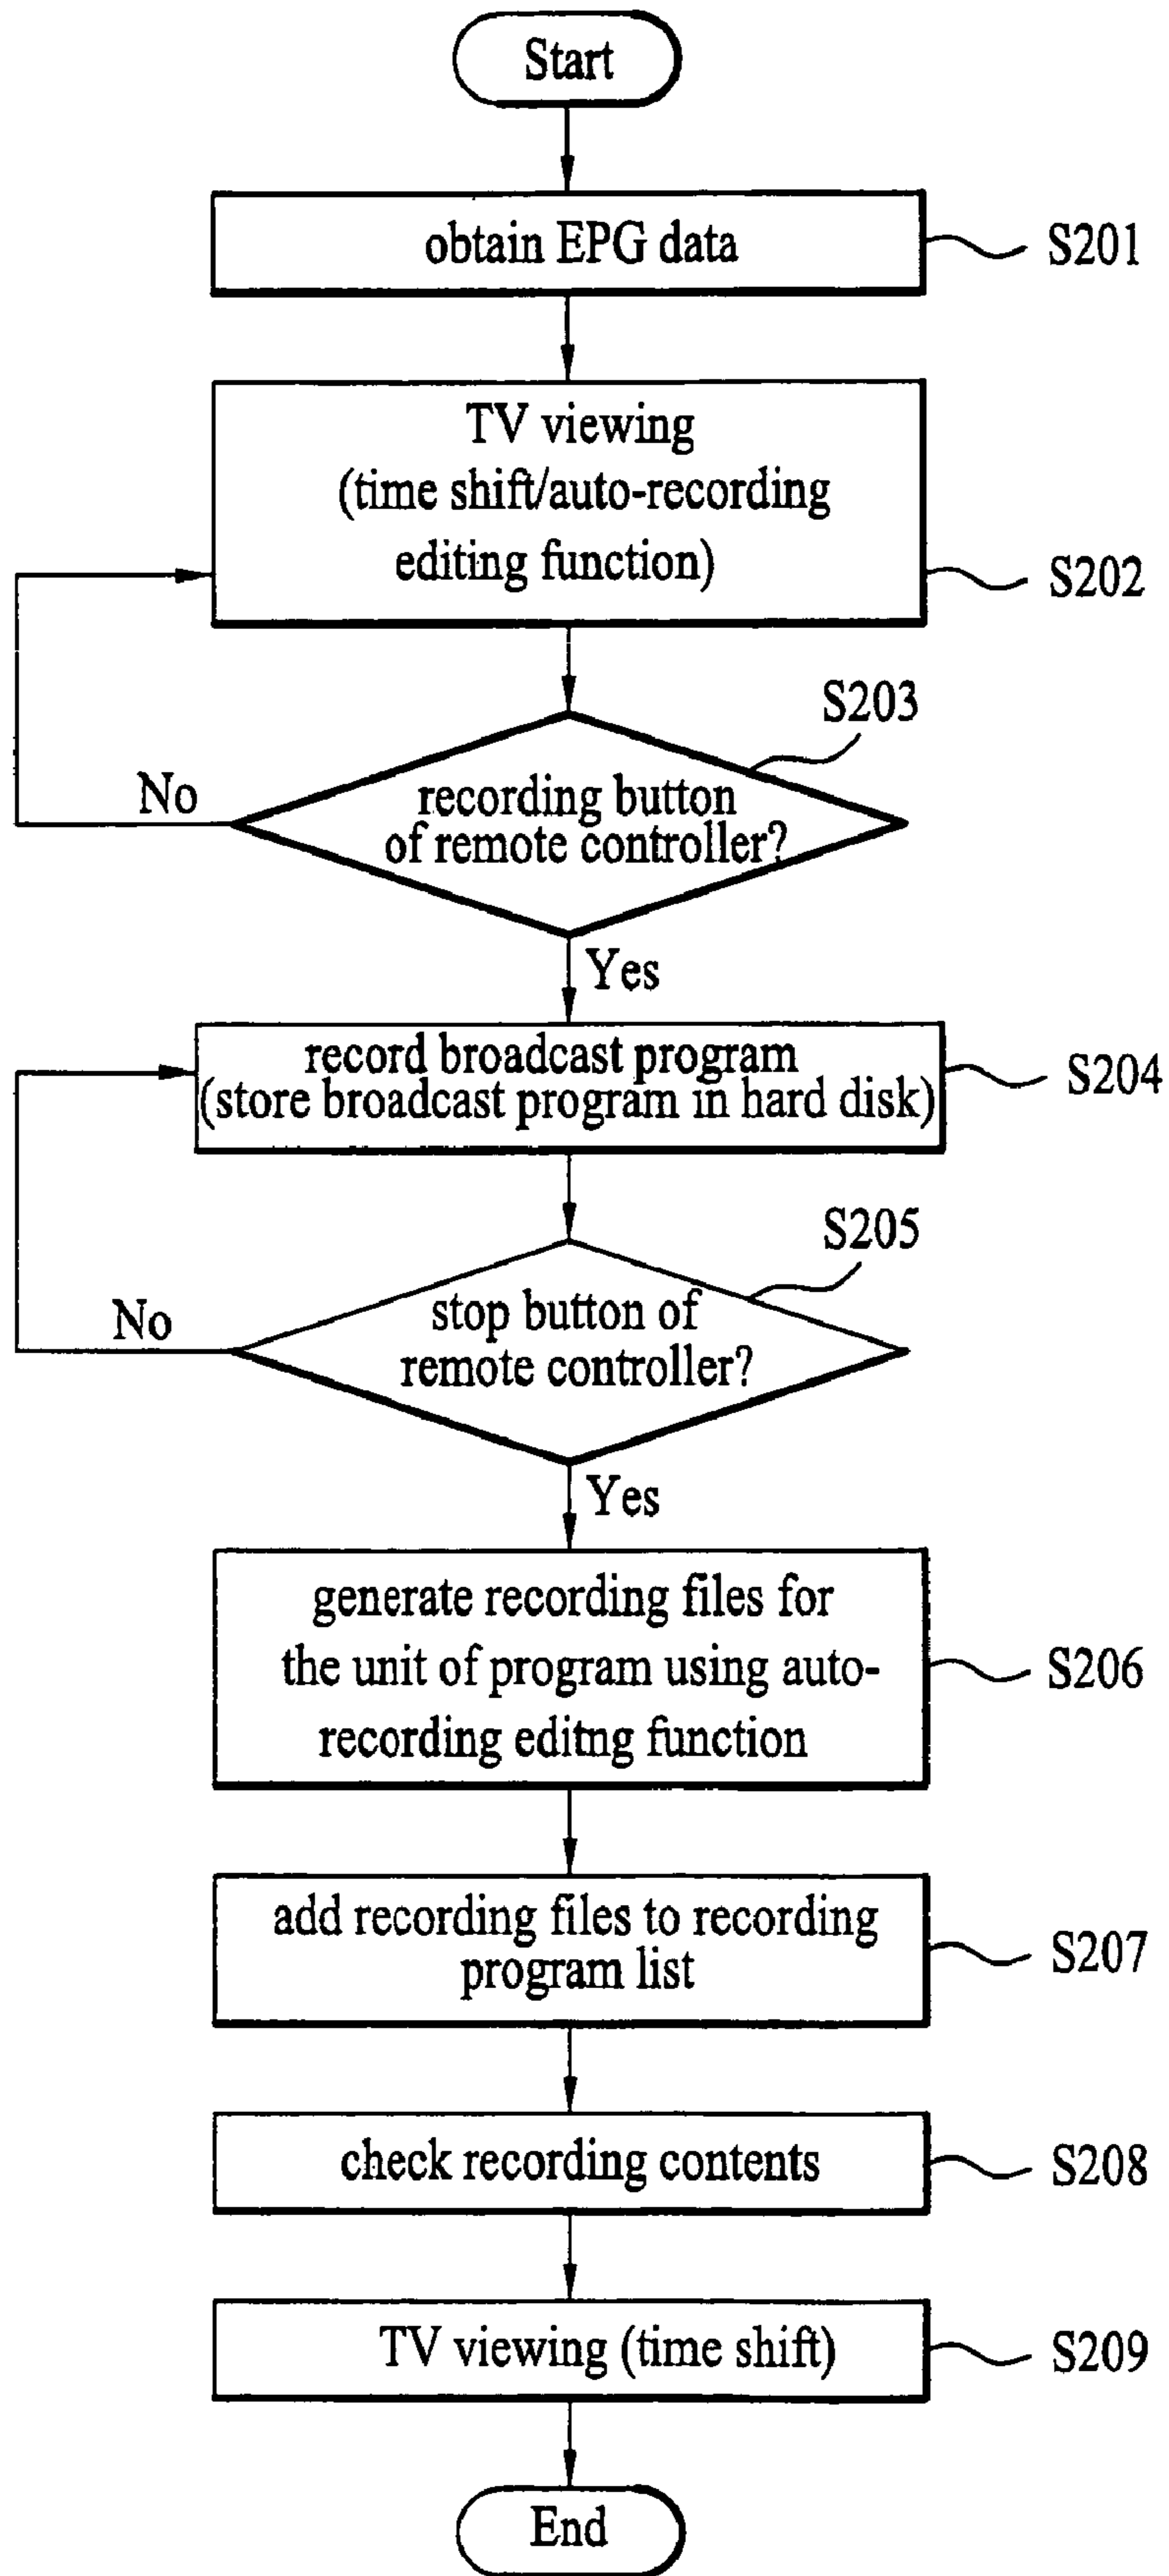 Start
obtain EPG data
S201
TV viewing
(time shift/auto-recording
editing function)
S202
S203
recording button
of remote controller?
No
Yes
record broadcast program
(store broadcast program in hard disk)
S204
S205
stop button of
remote controller?
No
Yes
generate recording files for
the unit of program using auto-
recording editng function
S206
add recording files to recording
program list
S207
check recording contents
S208
TV viewing (time shift)
S209
End